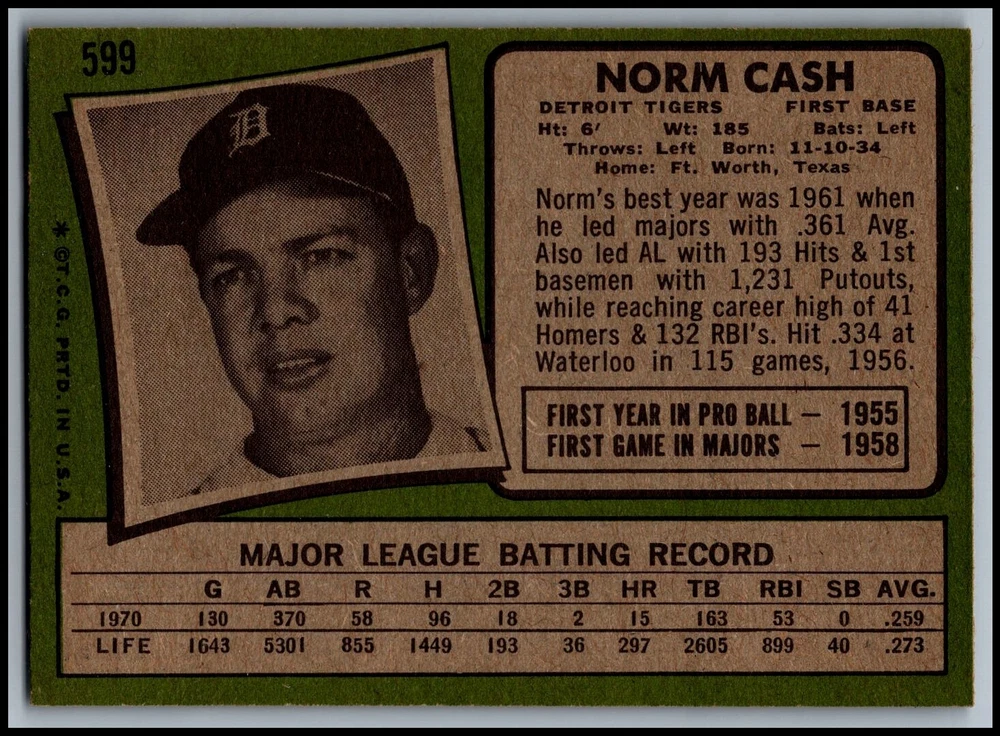 599
NORM CASH
DETROIT TIGERS FIRST BASE
Ht: 6' Wt: 185 Bats: Left
Throws: Left Born: 11-10-34
Home: Ft. Worth, Texas
Norm's best year was 1961 when
he led majors with .361 Avg.
Also led AL with 193 Hits & 1st
basemen with 1,231 Putouts,
while reaching career high of 41
Homers & 132 RBI's. Hit .334 at
Waterloo in 115 games, 1956.
FIRST YEAR IN PRO BALL — 1955
FIRST GAME IN MAJORS — 1958
* © T.C.G. PRTD. IN U.S.A.
MAJOR LEAGUE BATTING RECORD
G AB R H 2B 3B HR TB RBI SB AVG.
1970 130 370 58 96 18 2 15 163 53 0 .259
LIFE 1643 5301 855 1449 193 36 297 2605 899 40 .273